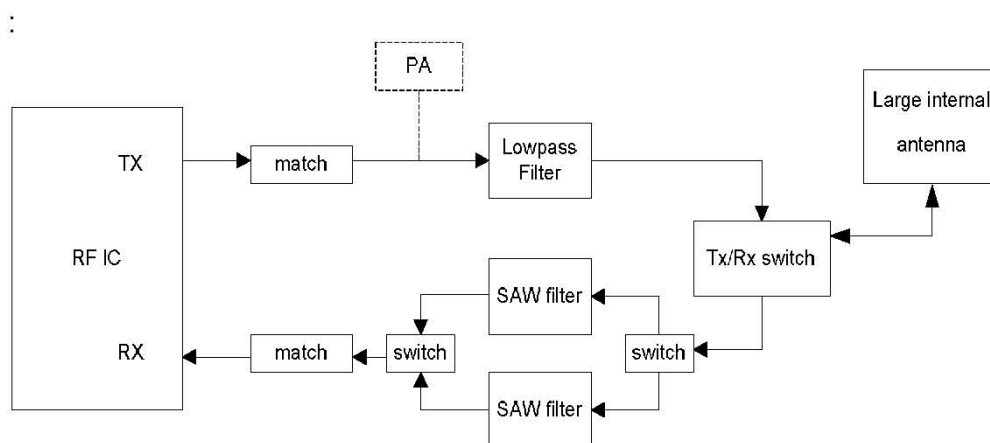 :
PA
Large internal
antenna
TX
match
Lowpass
Filter
RF IC
Tx/Rx switch
SAW filter
RX
match
switch
switch
SAW filter